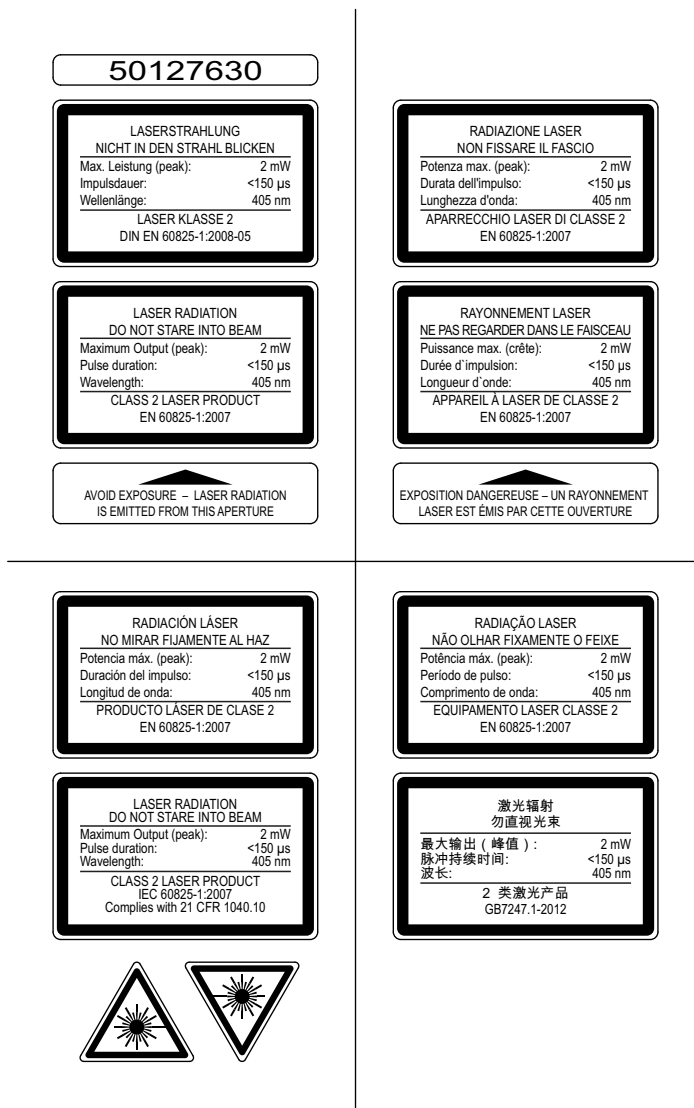 50127630
LASERSTRAHLUNG
NICHT IN DEN STRAHL BLICKEN
Max. Leistung (peak): 2 mW
Impulsdauer: <150 µs
Wellenlänge: 405 nm
LASER KLASSE 2
DIN EN 60825-1:2008-05
LASER RADIATION
DO NOT STARE INTO BEAM
Maximum Output (peak): 2 mW
Pulse duration: <150 µs
Wavelength: 405 nm
CLASS 2 LASER PRODUCT
EN 60825-1:2007
AVOID EXPOSURE – LASER RADIATION
IS EMITTED FROM THIS APERTURE
RADIAZIONE LASER
NON FISSARE IL FASCIO
Potenza max. (peak): 2 mW
Durata dell'impulso: <150 µs
Lunghezza d'onda: 405 nm
APARRECCHIO LASER DI CLASSE 2
EN 60825-1:2007
RAYONNEMENT LASER
NE PAS REGARDER DANS LE FAISCEAU
Puissance max. (crête): 2 mW
Durée d`impulsion: <150 µs
Longueur d`onde: 405 nm
APPAREIL À LASER DE CLASSE 2
EN 60825-1:2007
EXPOSITION DANGEREUSE – UN RAYONNEMENT
LASER EST ÉMIS PAR CETTE OUVERTURE
RADIACIÓN LÁSER
NO MIRAR FIJAMENTE AL HAZ
Potencia máx. (peak): 2 mW
Duración del impulso: <150 µs
Longitud de onda: 405 nm
PRODUCTO LÁSER DE CLASE 2
EN 60825-1:2007
LASER RADIATION
DO NOT STARE INTO BEAM
Maximum Output (peak): 2 mW
Pulse duration: <150 µs
Wavelength: 405 nm
CLASS 2 LASER PRODUCT
IEC 60825-1:2007
Complies with 21 CFR 1040.10
RADIAÇÃO LASER
NÃO OLHAR FIXAMENTE O FEIXE
Potência máx. (peak): 2 mW
Período de pulso: <150 µs
Comprimento de onda: 405 nm
EQUIPAMENTO LASER CLASSE 2
EN 60825-1:2007
激光辐射
勿直视光束
最大输出（峰值）: 2 mW
脉冲持续时间: <150 µs
波长: 405 nm
2 类激光产品
GB7247.1-2012